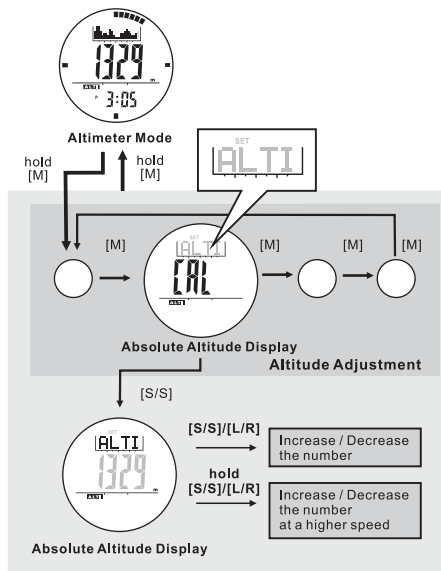 1329
m
ALTI
P 3:05
Altimeter Mode
hold
[M]
hold
[M]
SET
ALTI
[M]
SET
ALTI
CAL
ALTI
[M]
[M]
[M]
Absolute Altitude Display
Altitude Adjustment
[S/S]
SET
ALTI
1329
m
ALTI
[S/S]/[L/R]
Increase / Decrease
the number
hold
[S/S]/[L/R]
Increase / Decrease
the number
at a higher speed
Absolute Altitude Display